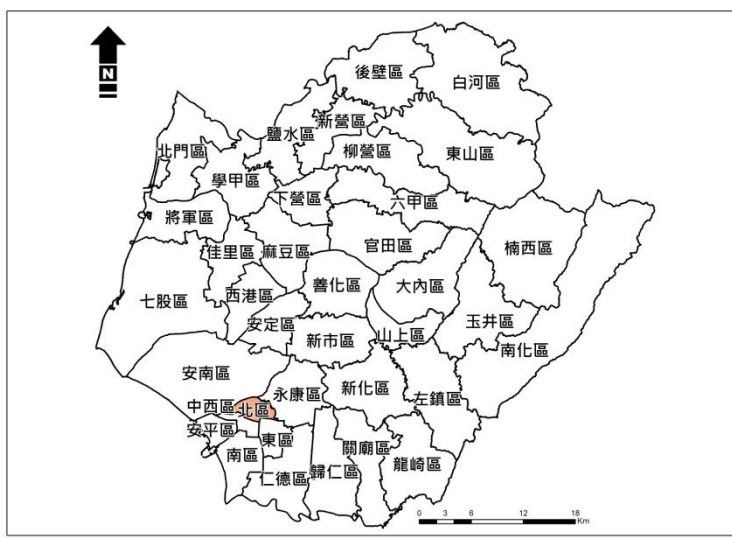 N
後壁區
白河區
新營區
鹽水區
北門區
柳營區
東山區
學甲區
下營區
六甲區
將軍區
佳里區
麻豆區
官田區
楠西區
七股區
西港區
善化區
大內區
安定區
新市區
山上區
玉井區
南化區
安南區
永康區
新化區
左鎮區
中西區
北區
安平區
東區
南區
關廟區
龍崎區
仁德區
歸仁區
0 3 6 12 18
Km